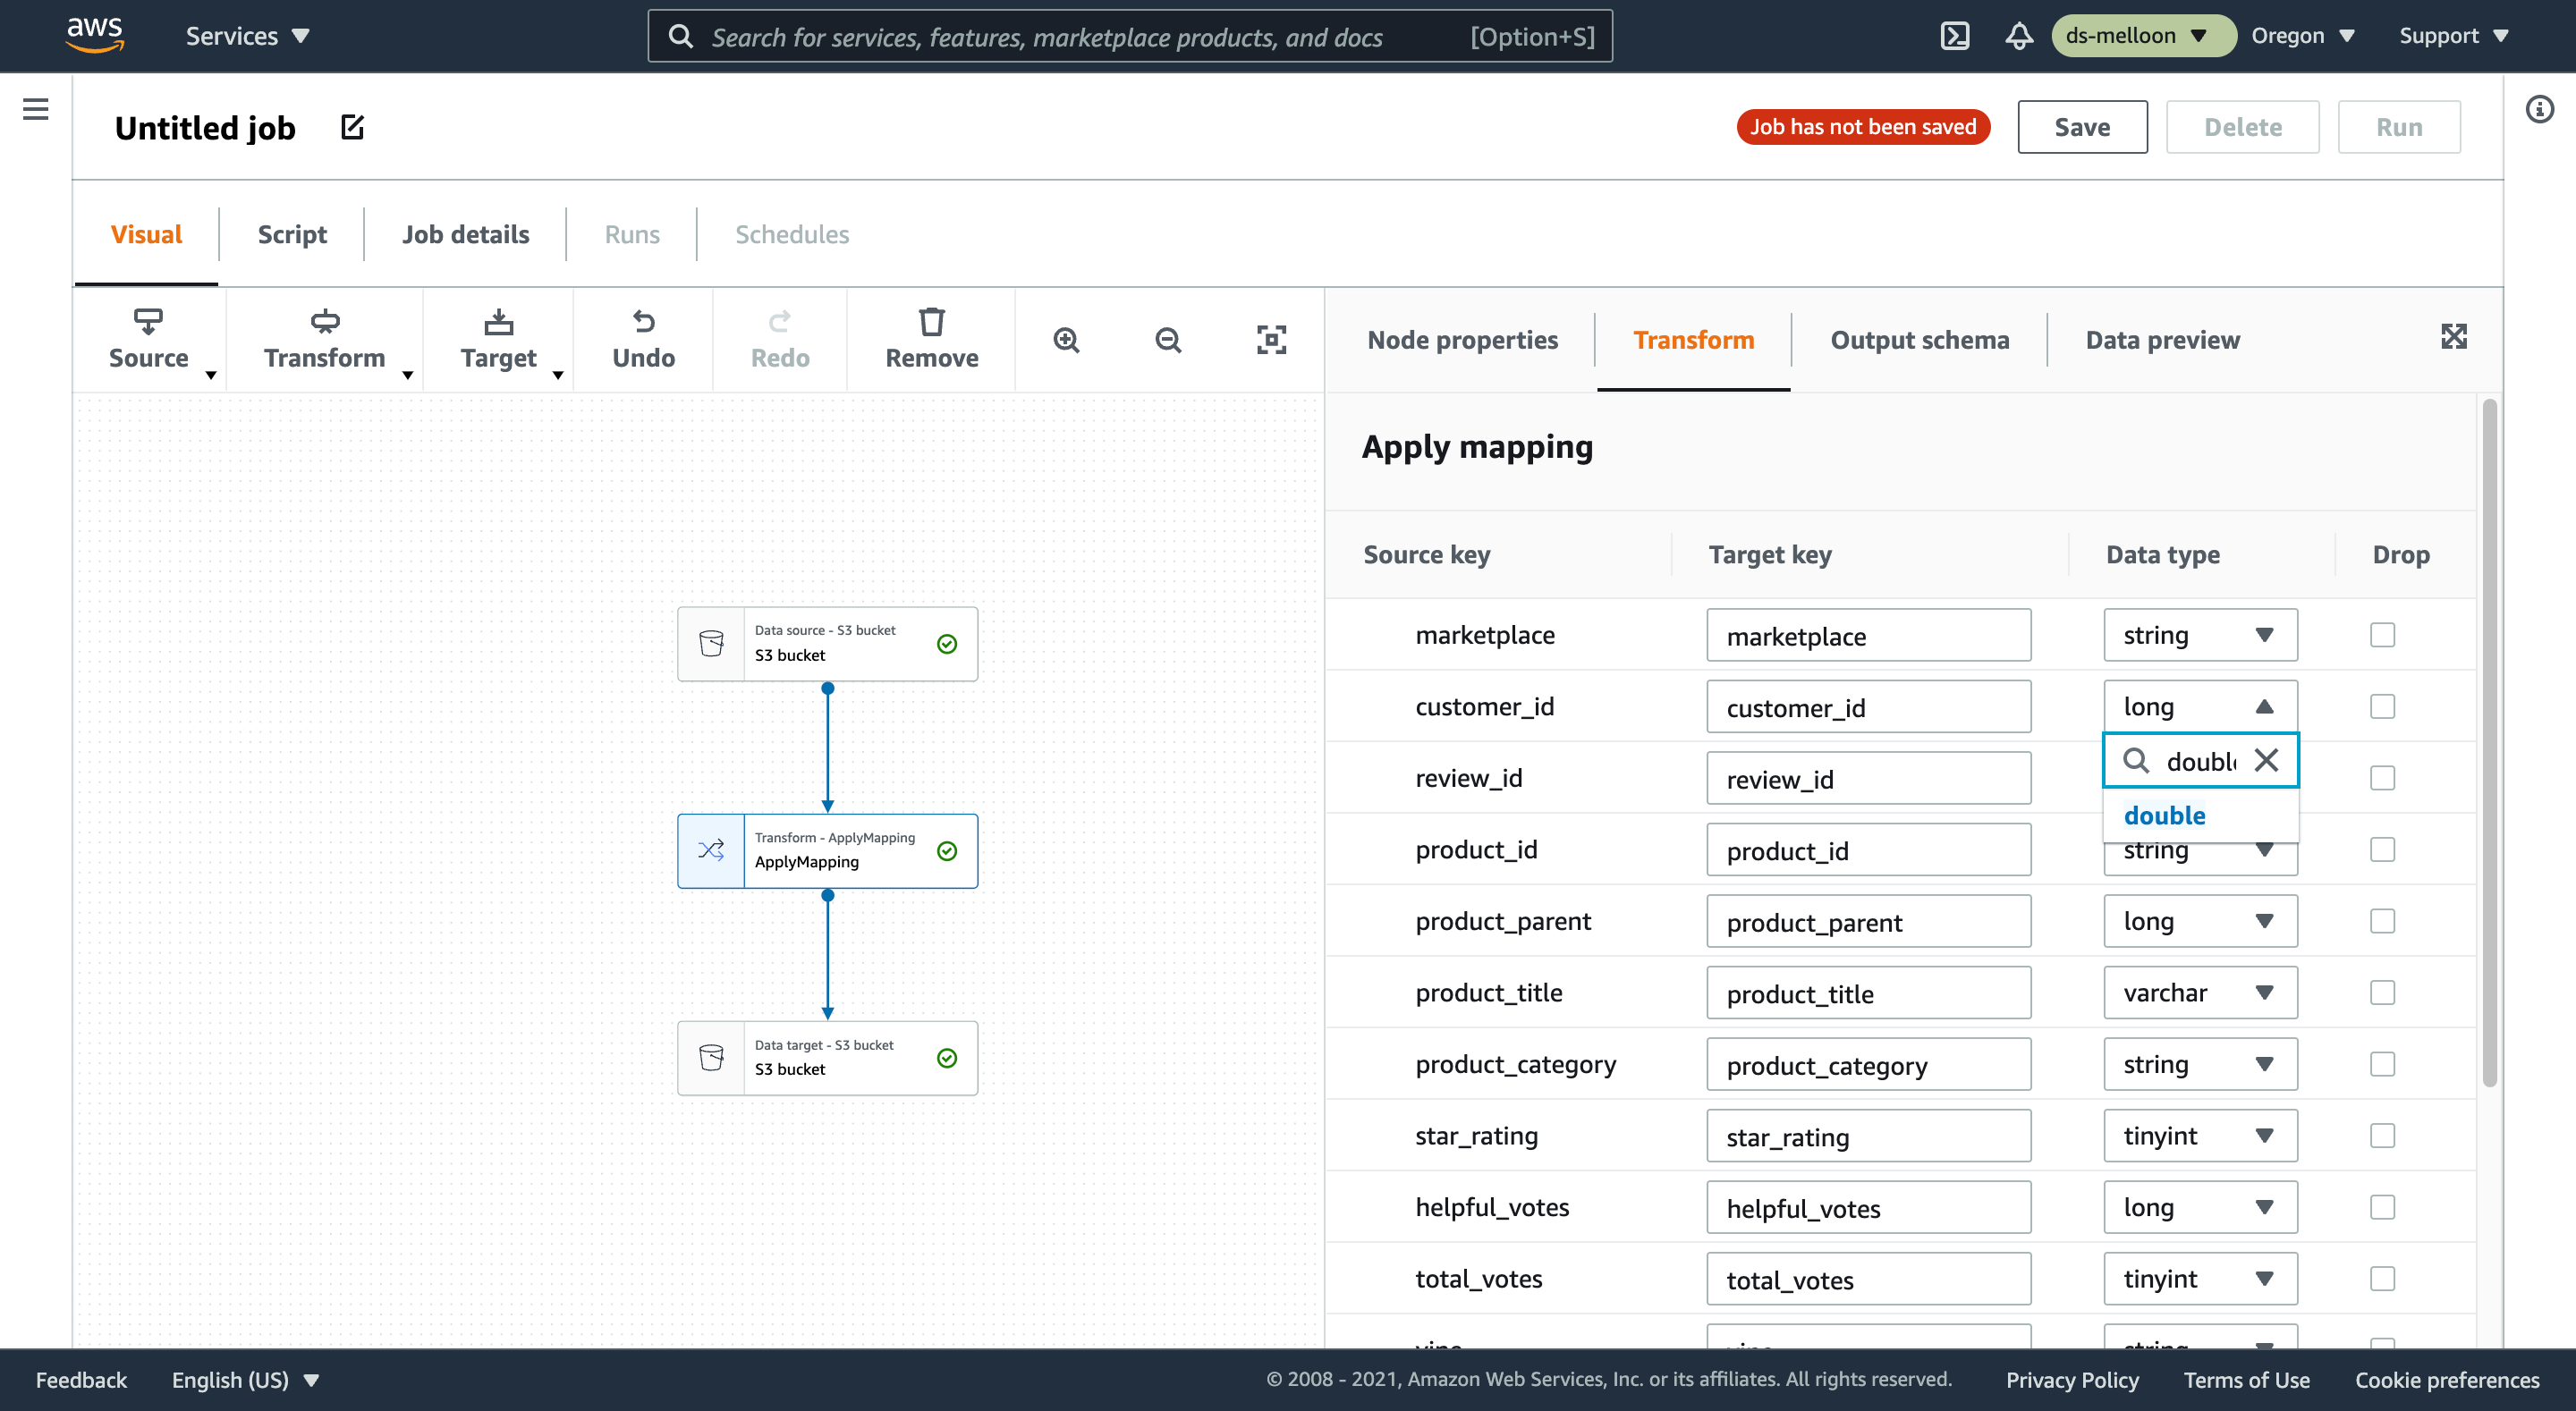 aws
Services
Search for services, features, marketplace products, and docs [Option+S]
ds-melloon
Oregon
Support
Untitled job
Job has not been saved
Save
Delete
Run
Visual
Script
Job details
Runs
Schedules
Source
Transform
Target
Undo
Redo
Remove
Node properties
Transform
Output schema
Data preview
Apply mapping
Source key Target key Data type Drop
marketplace marketplace string
customer_id customer_id long
review_id review_id
double
product_id product_id string
product_parent product_parent long
product_title product_title varchar
product_category product_category string
star_rating star_rating tinyint
helpful_votes helpful_votes long
total_votes total_votes tinyint
Data source - S3 bucket
S3 bucket
Transform - ApplyMapping
ApplyMapping
Data target - S3 bucket
S3 bucket
Feedback
English (US)
© 2008 - 2021, Amazon Web Services, Inc. or its affiliates. All rights reserved.
Privacy Policy
Terms of Use
Cookie preferences